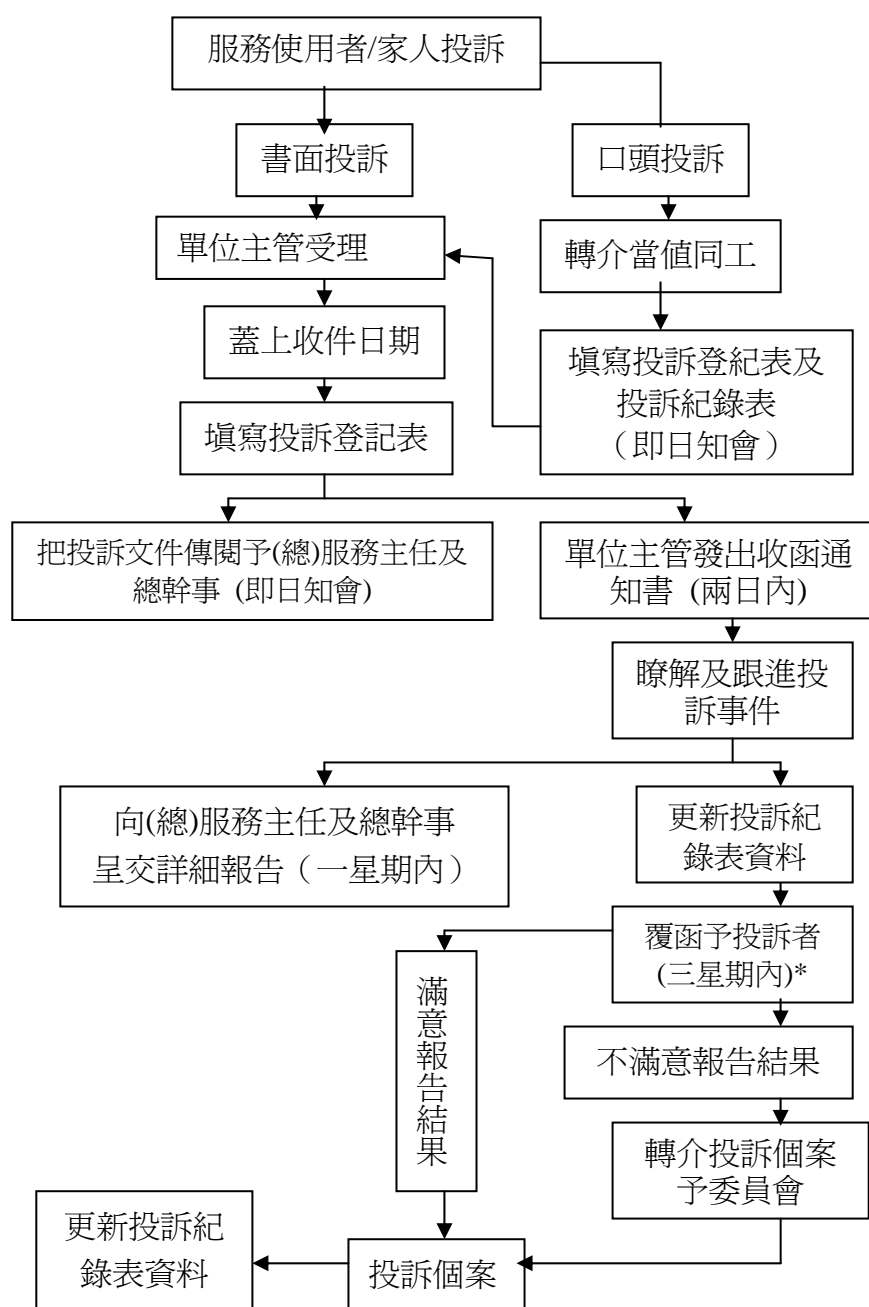 服務使用者/家人投訴
書面投訴
口頭投訴
單位主管受理
轉介當值同工
蓋上收件日期
填寫投訴登紀表及
投訴紀錄表
（即日知會）
填寫投訴登記表
把投訴文件傳閱予(總)服務主任及
總幹事 (即日知會)
單位主管發出收函通
知書 (兩日內)
瞭解及跟進投
訴事件
向(總)服務主任及總幹事
呈交詳細報告（一星期內）
更新投訴紀
錄表資料
覆函予投訴者
(三星期內)*
滿意報告結果
不滿意報告結果
轉介投訴個案
予委員會
更新投訴紀
錄表資料
投訴個案